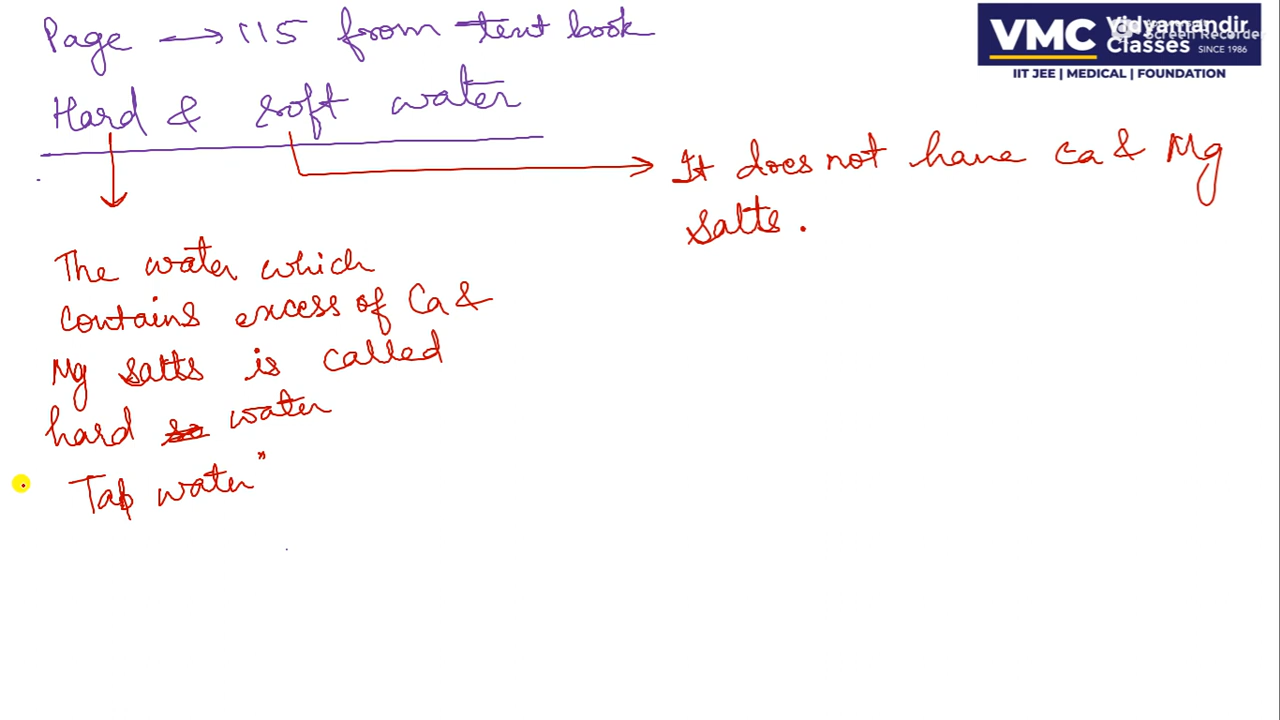 Page → 115 from text book
Hard & soft water
VMC Vidyamandir Classes
SINCE 1986
IIT JEE | MEDICAL | FOUNDATION
Screen Recorder
It does not have Ca & Mg
salts.
The water which
contains excess of Ca &
Mg salts is called
hard water
Tap water"